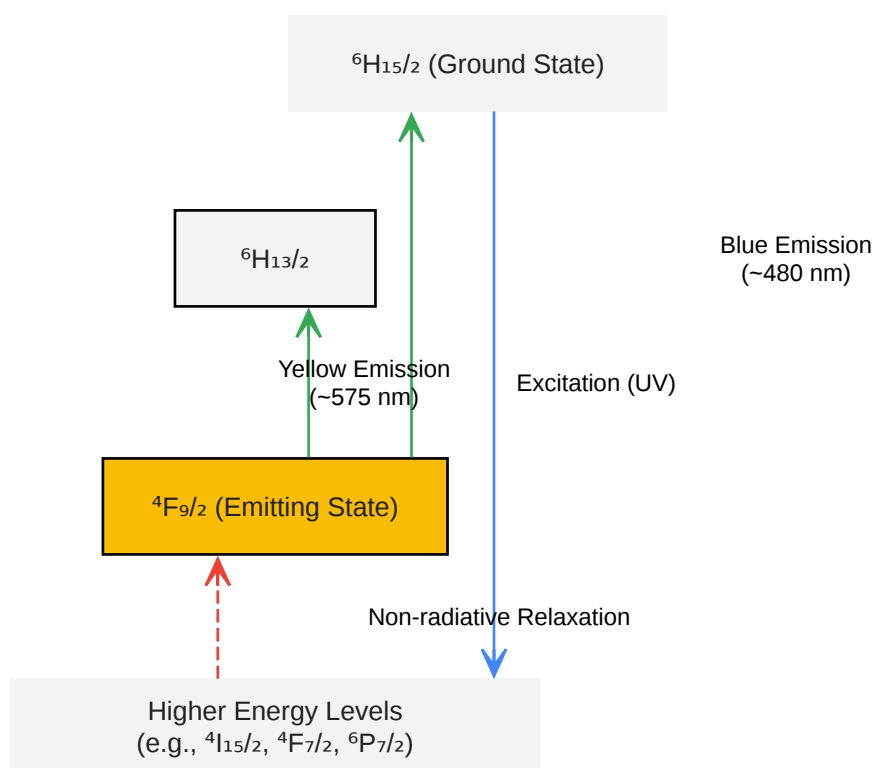 ⁶H₁₅/₂ (Ground State)
⁶H₁₃/₂
Blue Emission
(~480 nm)
Yellow Emission
(~575 nm)
Excitation (UV)
⁴F₉/₂ (Emitting State)
Non-radiative Relaxation
Higher Energy Levels
(e.g., ⁴I₁₅/₂, ⁴F₇/₂, ⁶P₇/₂)